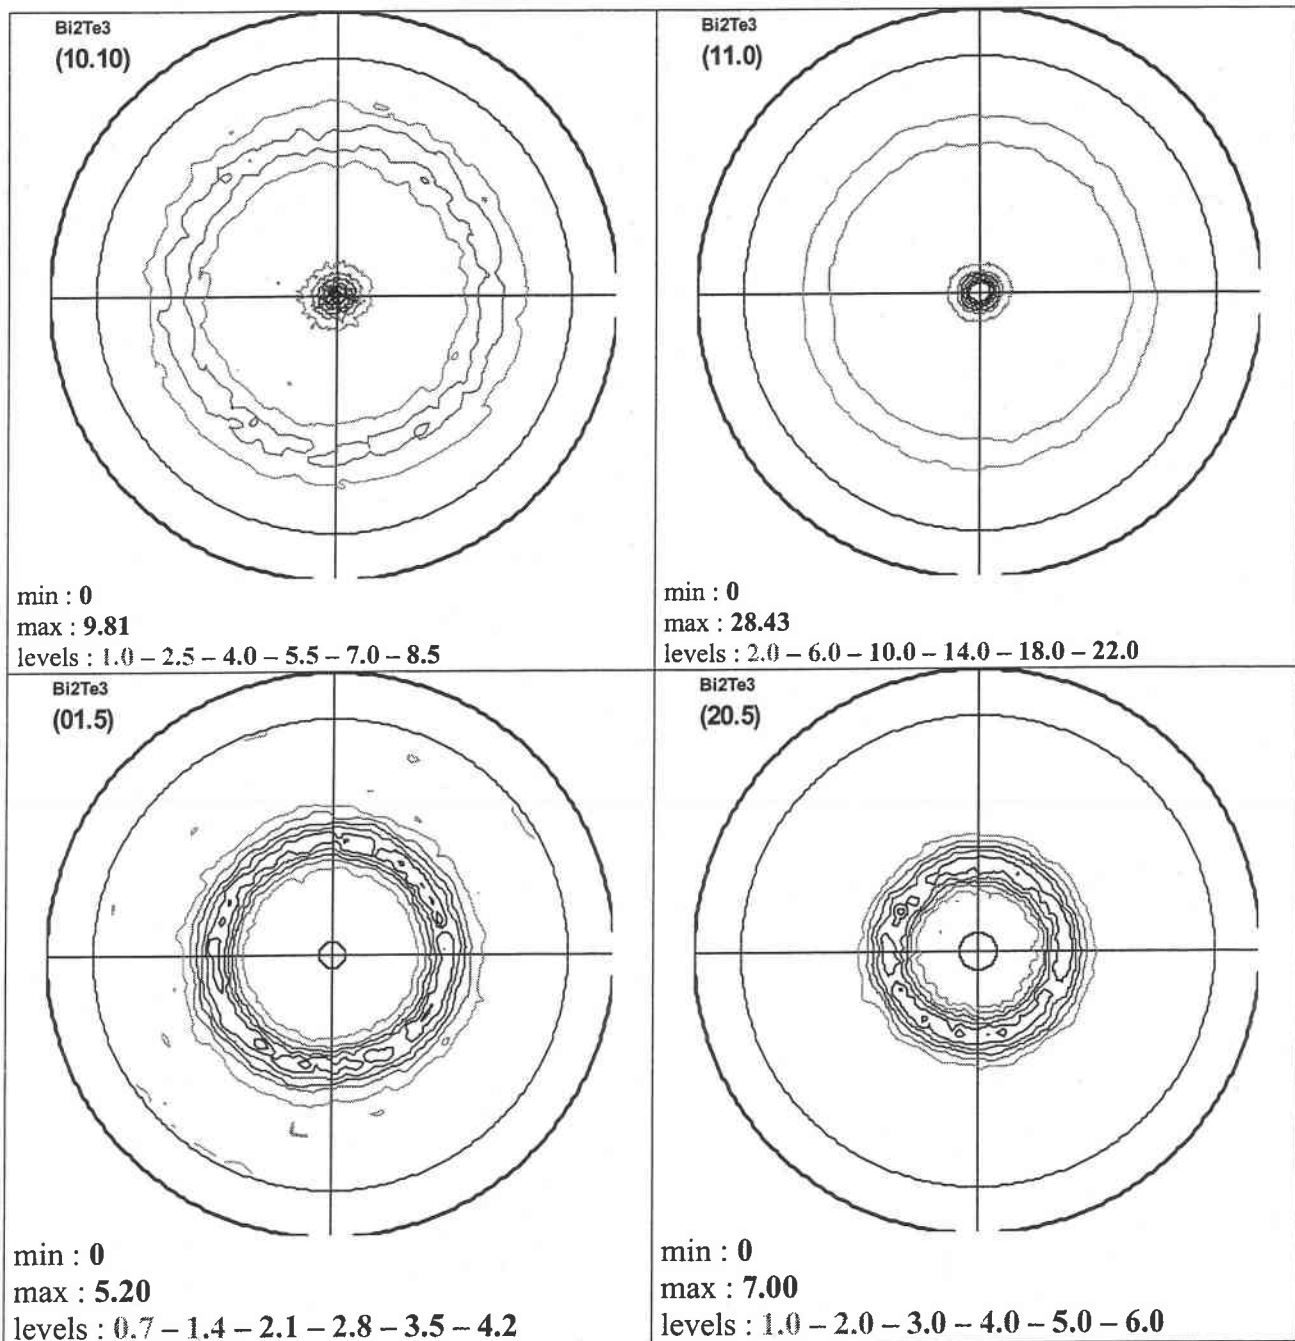 Bi2Te3
(10.10)
min : 0
max : 9.81
levels : 1.0 – 2.5 – 4.0 – 5.5 – 7.0 – 8.5
Bi2Te3
(11.0)
min : 0
max : 28.43
levels : 2.0 – 6.0 – 10.0 – 14.0 – 18.0 – 22.0
Bi2Te3
(01.5)
min : 0
max : 5.20
levels : 0.7 – 1.4 – 2.1 – 2.8 – 3.5 – 4.2
Bi2Te3
(20.5)
min : 0
max : 7.00
levels : 1.0 – 2.0 – 3.0 – 4.0 – 5.0 – 6.0